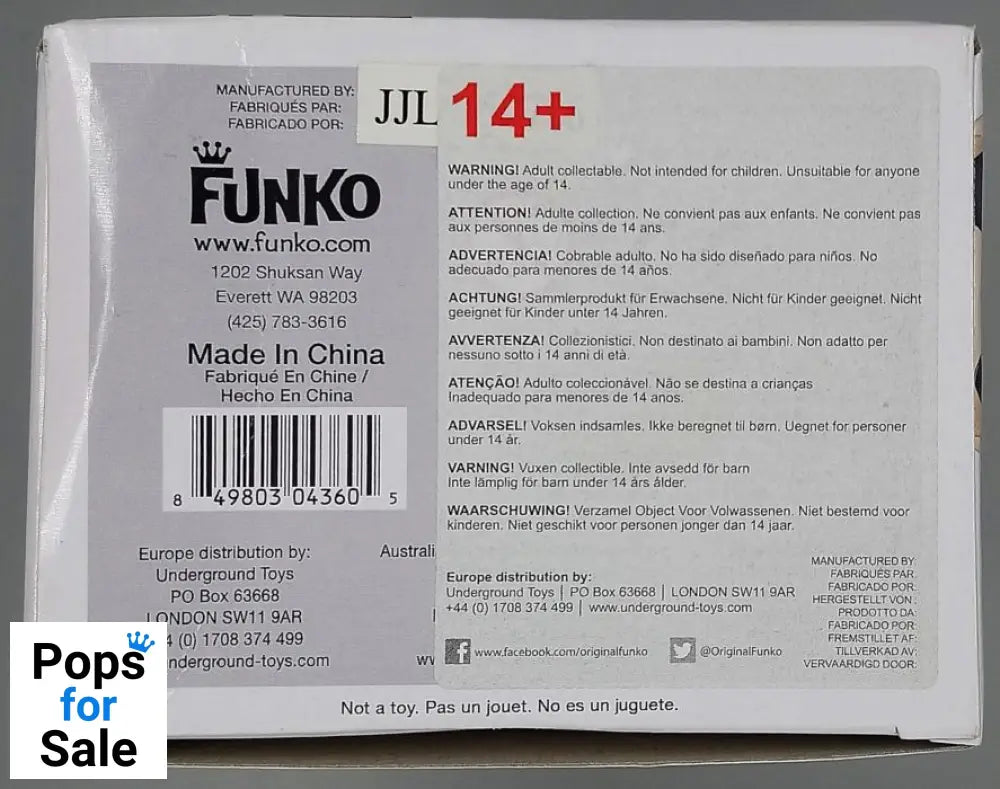 MANUFACTURED BY:
FABRIQUÉS PAR:
FABRICADO POR:
JJL
FUNKO
www.funko.com
1202 Shuksan Way
Everett WA 98203
(425) 783-3616
Made In China
Fabriqué En Chine /
Hecho En China
8 49803 04360 5
Europe distribution by:
Underground Toys
PO Box 63668
LONDON SW11 9AR
4 (0) 1708 374 499
nderground-toys.com
Australi
14+
WARNING! Adult collectable. Not intended for children. Unsuitable for anyone
under the age of 14.
ATTENTION! Adulte collection. Ne convient pas aux enfants. Ne convient pas
aux personnes de moins de 14 ans.
ADVERTENCIA! Cobrable adulto. No ha sido diseñado para niños. No
adecuado para menores de 14 años.
ACHTUNG! Sammlerprodukt für Erwachsene. Nicht für Kinder geeignet. Nicht
geeignet für Kinder unter 14 Jahren.
AVVERTENZA! Collezionistici. Non destinato ai bambini. Non adatto per
nessuno sotto i 14 anni di età.
ATENÇÃO! Adulto coleccionável. Não se destina a crianças
Inadequado para menores de 14 anos.
ADVARSEL! Voksen indsamles. Ikke beregnet til børn. Uegnet for personer
under 14 år.
VARNING! Vuxen collectible. Inte avsedd för barn
Inte lämplig för barn under 14 års ålder.
WAARSCHUWING! Verzamel Object Voor Volwassenen. Niet bestemd voor
kinderen. Niet geschikt voor personen jonger dan 14 jaar.
Europe distribution by:
Underground Toys | PO Box 63668 | LONDON SW11 9AR
+44 (0) 1708 374 499 | www.underground-toys.com
www.facebook.com/originalfunko
@OriginalFunko
MANUFACTURED BY:
FABRIQUÉS PAR:
FABRICADO POR:
HERGESTELLT VON:
PRODOTTO DA:
FABRICADO POR:
FREMSTILLET AF:
TILLVERKAD AV:
VERVAARDIGD DOOR:
Not a toy. Pas un jouet. No es un juguete.
Pops
for
Sale